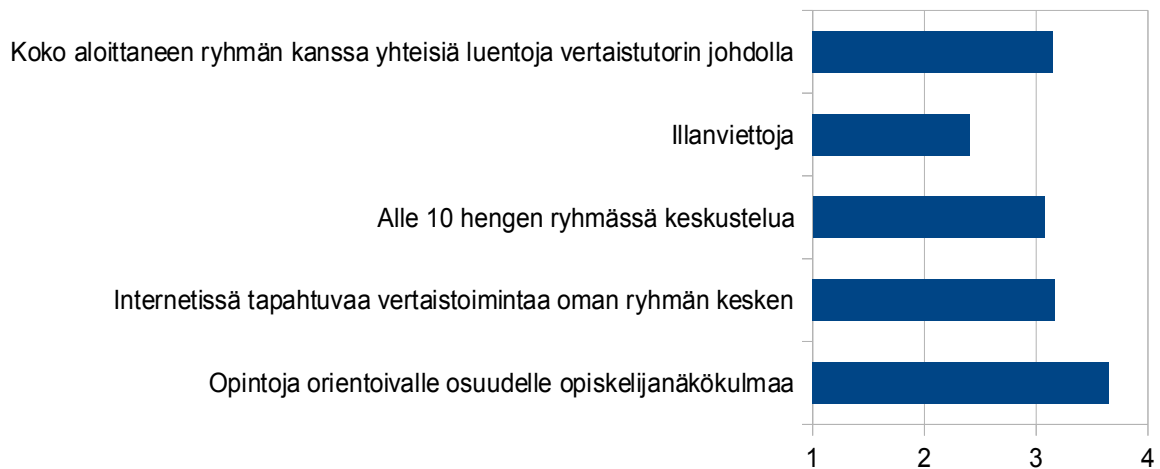 Koko aloittaneen ryhmän kanssa yhteisiä luentoja vertaistutorin johdolla
Illanviettoja
Alle 10 hengen ryhmässä keskustelua
Internetissä tapahtuvaa vertaistoimintaa oman ryhmän kesken
Opintoja orientoivalle osuudelle opiskelijanäkökulmaa
1 2 3 4